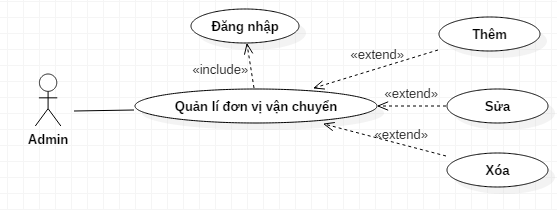 Đăng nhập
Thêm
«extend»
«include»
«extend»
Sửa
Quản lí đơn vị vận chuyển
Admin
«extend»
Xóa